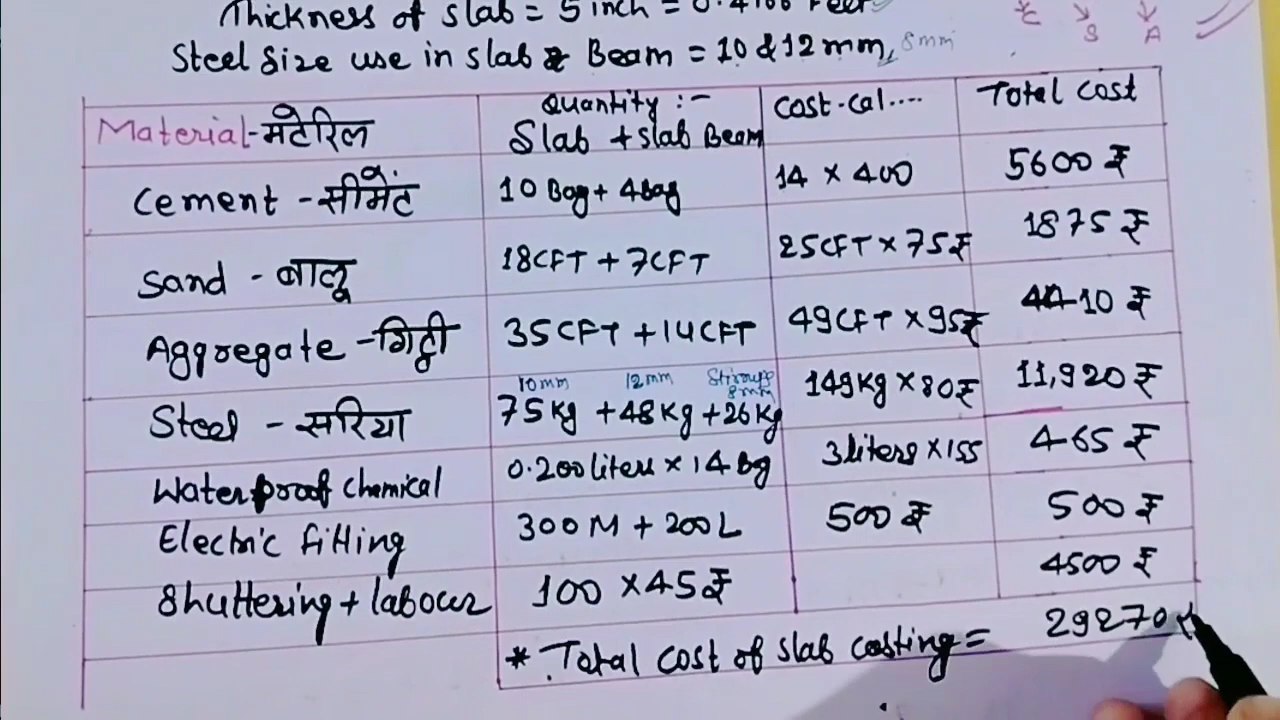 Thickness of slab = 5 inch = 0.4166 Feet
C S A
Steel Size use in slab & Beam = 10 & 12 mm, 8mm
Material-मटेरिल Quantity :- Slab + slab Beam Cost-cal.... Total Cost
Cement - सीमेंट 10 Bag + 4 Bag 14 x 400 5600 ₹
Sand - बालू 18CFT + 7CFT 25CFT x 75₹ 1875 ₹
Aggregate - गिट्टी 35CFT + 14CFT 49CFT x 95₹ 4410 ₹
10mm 12mm Stirrups 8mm
Steel - सरिया 75Kg + 48Kg + 26Kg 149Kg x 80₹ 11,920 ₹
Waterproof chemical 0.200 liters x 14 Bg 3liters x 155 465 ₹
Electric fitting 300M + 200L 500 ₹ 500 ₹
Shuttering + labour 100 x 45₹ 4500 ₹
* Total cost of slab casting = 29270